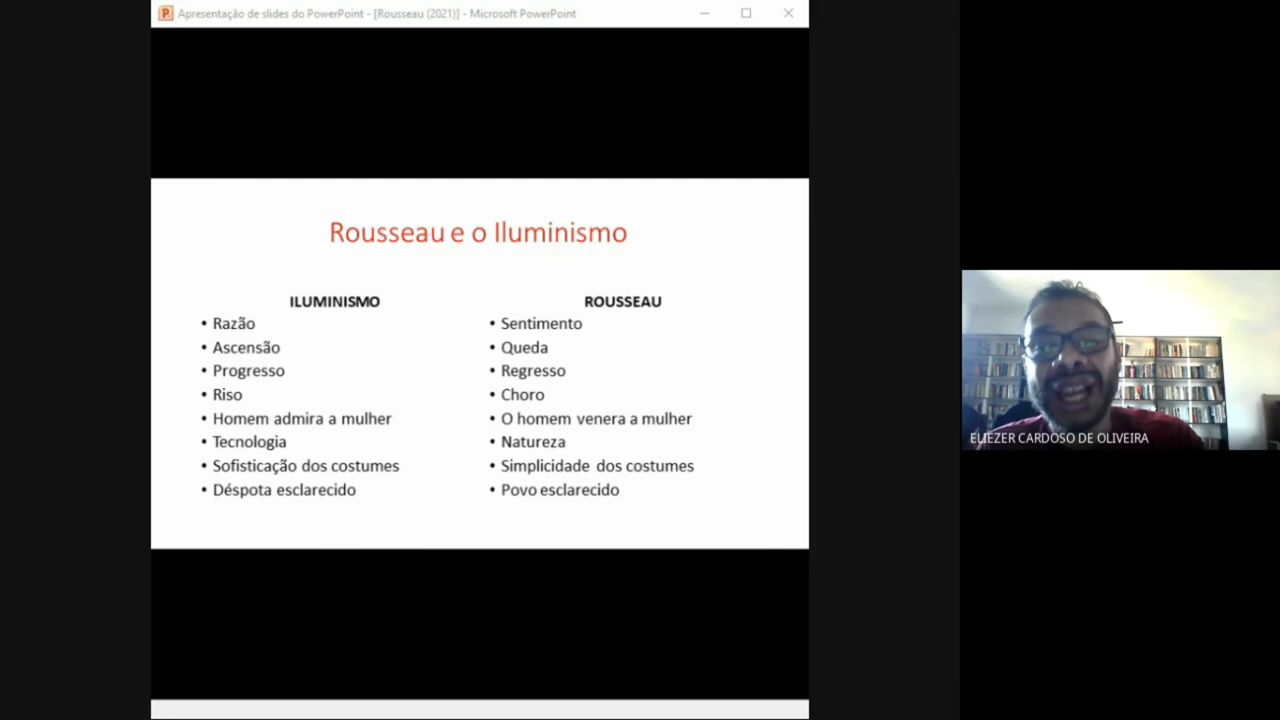 Apresentação de slides do PowerPoint - [Rousseau (2021)] - Microsoft PowerPoint
Rousseau e o Iluminismo
ILUMINISMO
• Razão
• Ascensão
• Progresso
• Riso
• Homem admira a mulher
• Tecnologia
• Sofisticação dos costumes
• Déspota esclarecido
ROUSSEAU
• Sentimento
• Queda
• Regresso
• Choro
• O homem venera a mulher
• Natureza
• Simplicidade dos costumes
• Povo esclarecido
ELIEZER CARDOSO DE OLIVEIRA